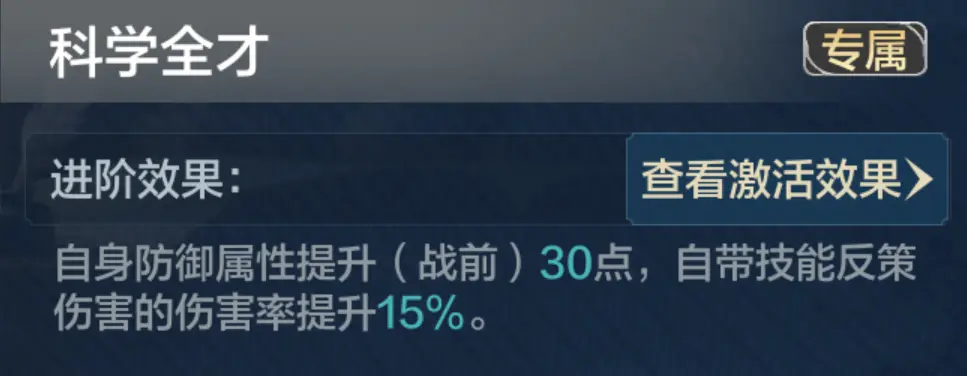 科学全才
专属
进阶效果：
查看激活效果
自身防御属性提升（战前）30点，自带技能反策
伤害的伤害率提升15%。